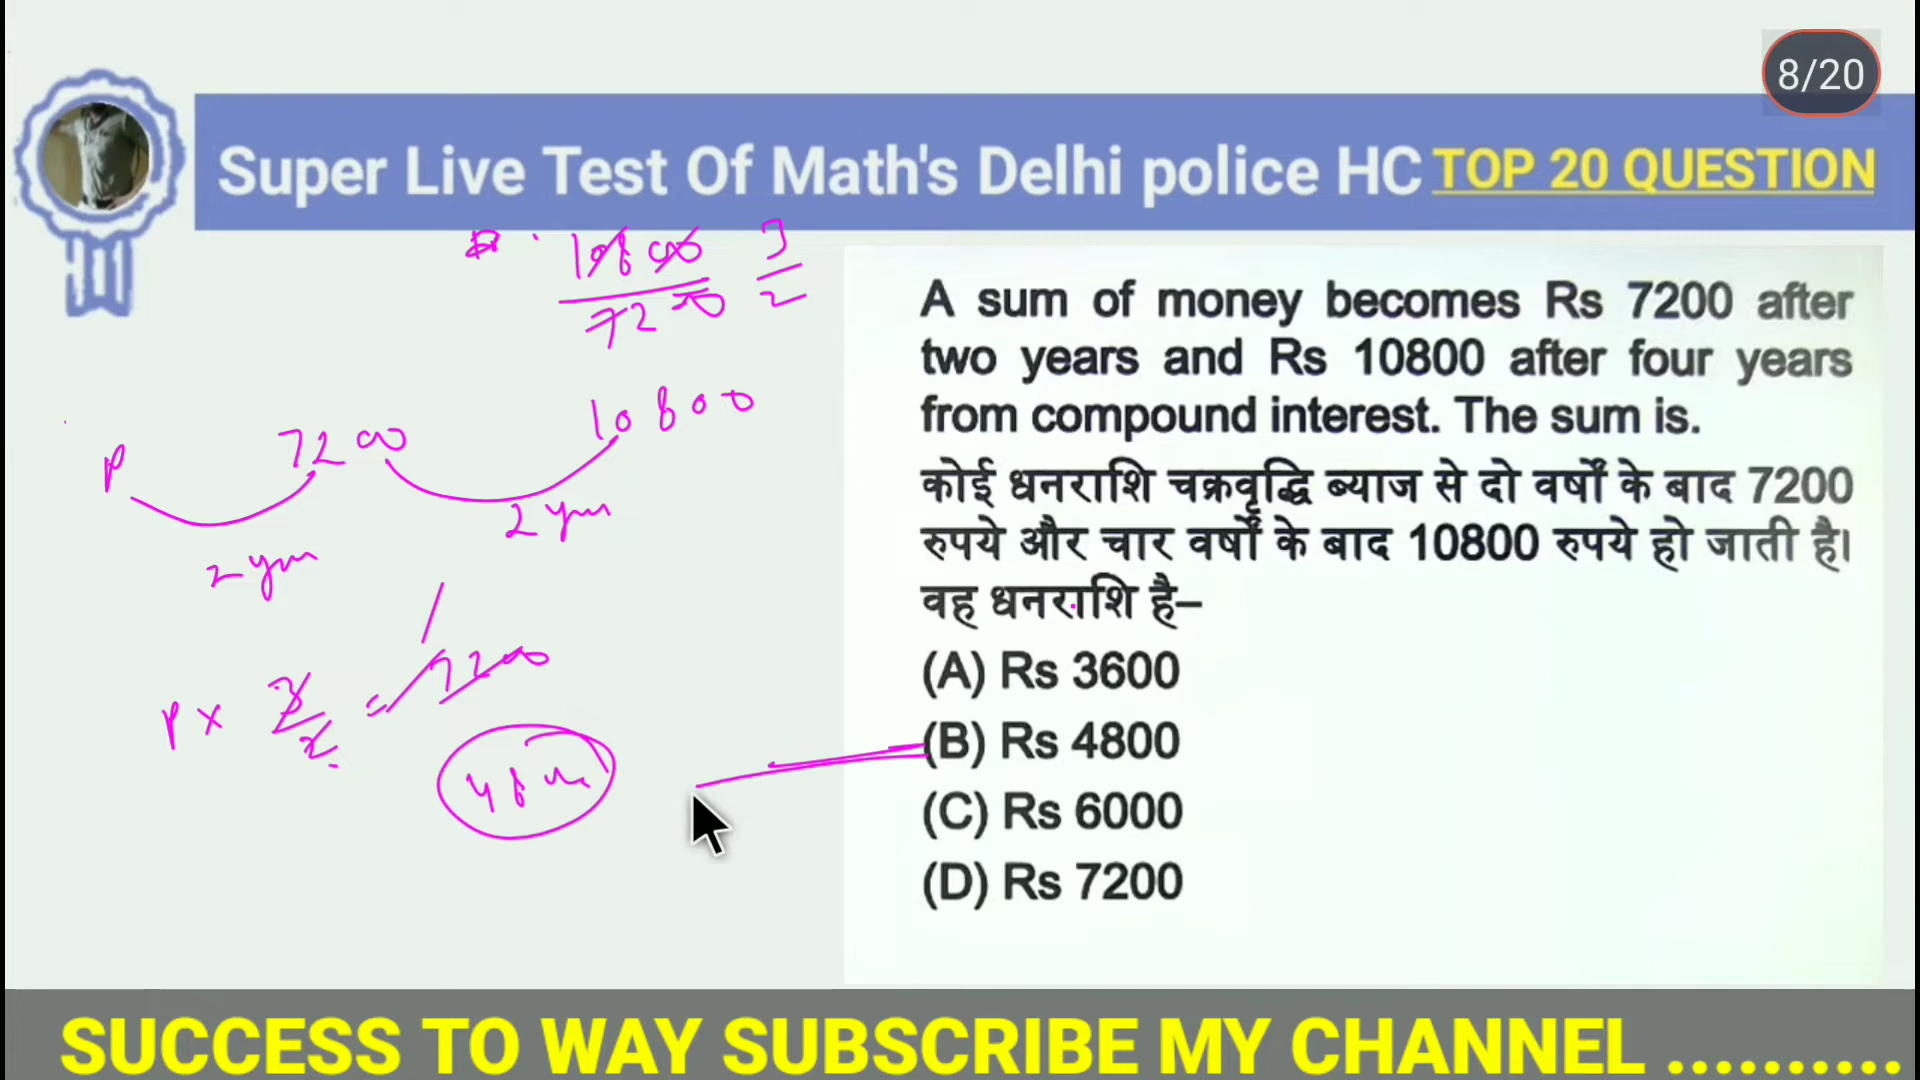 8/20
Super Live Test Of Math's Delhi police HC TOP 20 QUESTION
10800 3
7200 2
P 7200 10800
2 2
P × 3/2 = 7200
A sum of money becomes Rs 7200 after
two years and Rs 10800 after four years
from compound interest. The sum is.
कोई धनराशि चक्रवृद्धि ब्याज से दो वर्षों के बाद 7200
रुपये और चार वर्षों के बाद 10800 रुपये हो जाती है।
वह धनराशि है–
(A) Rs 3600
(B) Rs 4800
(C) Rs 6000
(D) Rs 7200
SUCCESS TO WAY SUBSCRIBE MY CHANNEL ..........